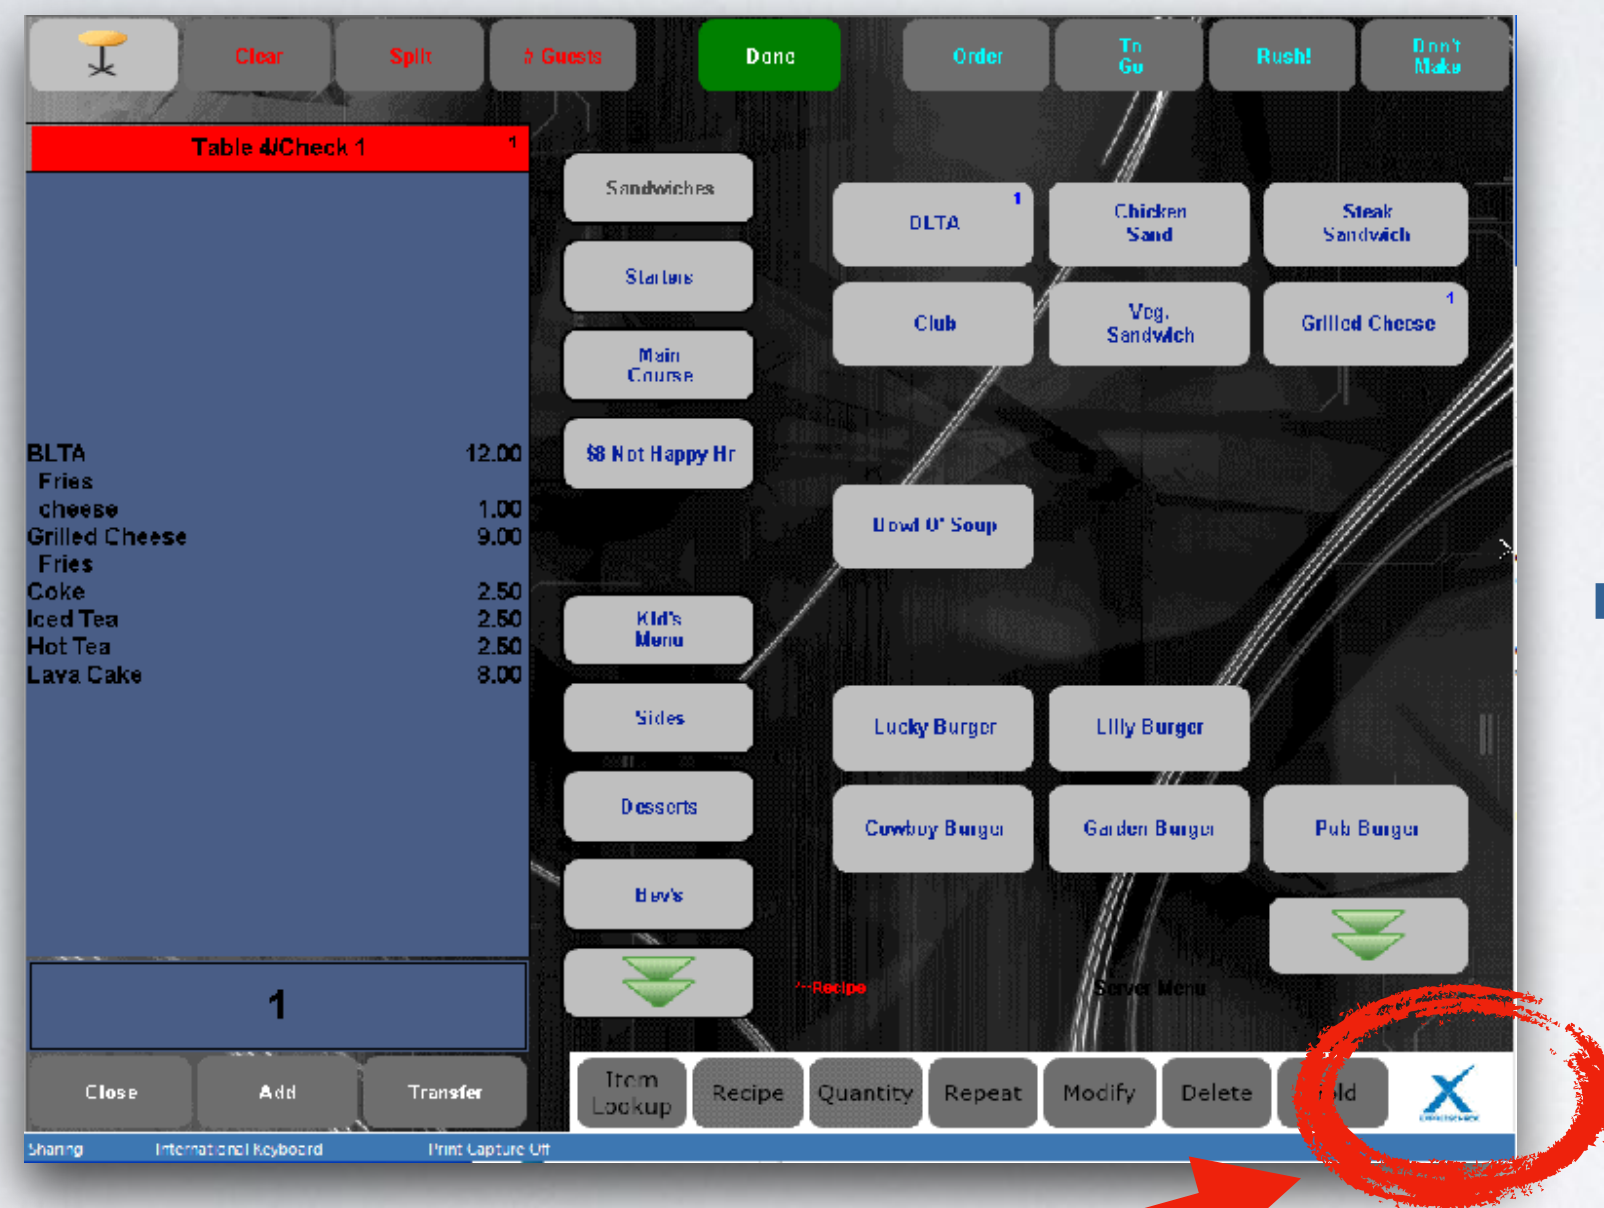 Clear
Split
# Guests
Done
Order
To
Go
Rush!
Don't
Make
Table 4/Check 1
1
BLTA 12.00
Fries
cheese 1.00
Grilled Cheese 9.00
Fries
Coke 2.50
Iced Tea 2.50
Hot Tea 2.50
Lava Cake 8.00
1
Close
Add
Transfer
Sandwiches
Starters
Main
Course
$8 Not Happy Hr
Kid's
Menu
Sides
Desserts
Bev's
BLTA
1
Chicken
Sand
Steak
Sandwich
Club
Veg.
Sandwich
Grilled Cheese
1
Bowl O' Soup
Lucky Burger
Lilly Burger
Cowboy Burger
Garden Burger
Pub Burger
Recipe
Server Menu
Item
Lookup
Recipe
Quantity
Repeat
Modify
Delete
Sharing
International Keyboard
Print Capture Off